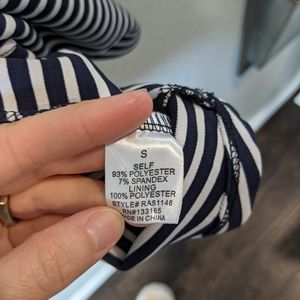 S
SELF
93% POLYESTER
7% SPANDEX
LINING
100% POLYESTER
STYLE# RA51146
RN#133165
MADE IN CHINA